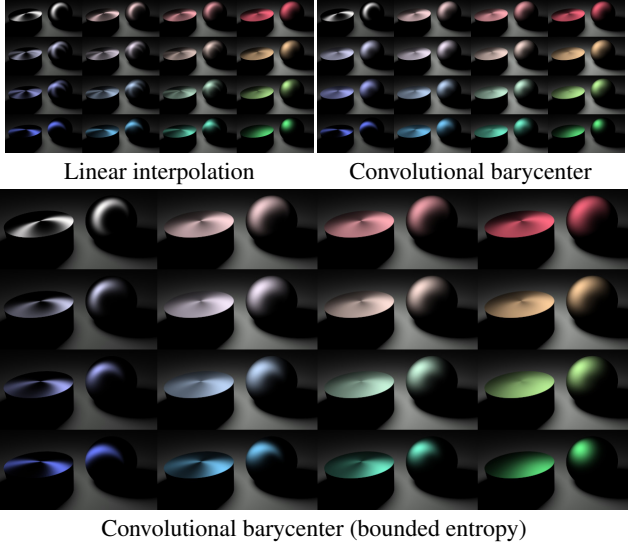 Linear interpolation
Convolutional barycenter
Convolutional barycenter (bounded entropy)